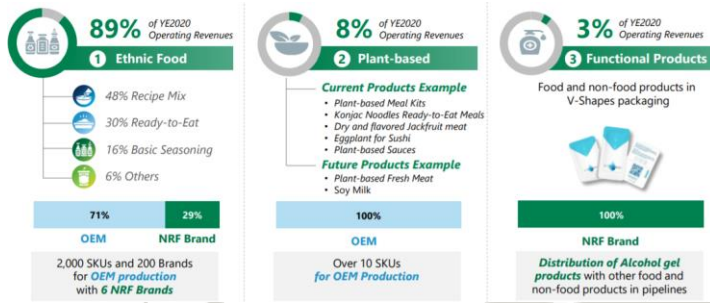 89% of YE2020
Operating Revenues
1 Ethnic Food
48% Recipe Mix
30% Ready-to-Eat
16% Basic Seasoning
6% Others
71%
29%
OEM
NRF Brand
2,000 SKUs and 200 Brands
for OEM production
with 6 NRF Brands
8% of YE2020
Operating Revenues
2 Plant-based
Current Products Example
• Plant-based Meal Kits
• Konjac Noodles Ready-to-Eat Meals
• Dry and flavored Jackfruit meat
• Eggplant for Sushi
• Plant-based Sauces
Future Products Example
• Plant-based Fresh Meat
• Soy Milk
100%
OEM
Over 10 SKUs
for OEM Production
3% of YE2020
Operating Revenues
3 Functional Products
Food and non-food products in
V-Shapes packaging
100%
NRF Brand
Distribution of Alcohol gel
products with other food and
non-food products in pipelines